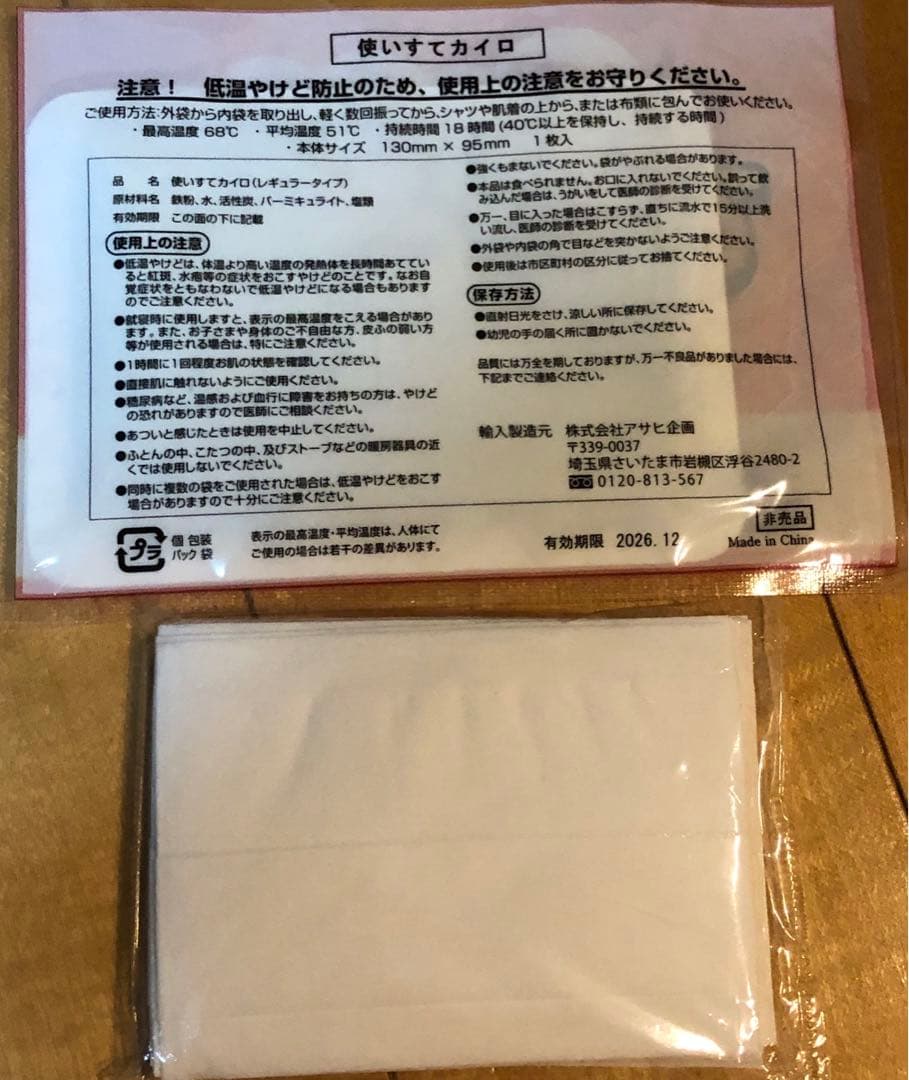 使いすてカイロ
注意！ 低温やけど防止のため、使用上の注意をお守りください。
ご使用方法:外袋から内袋を取り出し、軽く数回振ってから、シャツや肌着の上から、または布類に包んでお使いください。
・最高温度 68℃ ・平均温度 51℃ ・持続時間 18時間(40℃以上を保持し、持続する時間)
・本体サイズ 130mm × 95mm 1枚入
品 名 使いすてカイロ(レギュラータイプ)
原材料名 鉄粉、水、活性炭、バーミキュライト、塩類
有効期限 この面の下に記載
使用上の注意
●低温やけどは、体温より高い温度の発熱体を長時間あてて
いると紅斑、水疱等の症状をおこすやけどのことです。なお自
覚症状をともなわないで低温やけどになる場合もあります
のでご注意ください。
●就寝時に使用しますと、表示の最高温度をこえる場合があり
ます。また、お子さまや身体のご不自由な方、皮ふの弱い方
等が使用される場合は、特にご注意ください。
●1時間に1回程度お肌の状態を確認してください。
●直接肌に触れないようにご使用ください。
●糖尿病など、温感および血行に障害をお持ちの方は、やけど
の恐れがありますので医師にご相談ください。
●あついと感じたときは使用を中止してください。
●ふとんの中、こたつの中、及びストーブなどの暖房器具の近
くでは使用しないでください。
●同時に複数の袋をご使用された場合は、低温やけどをおこす
場合がありますので十分にご注意ください。
●強くもまないでください。袋がやぶれる場合があります。
●本品は食べられません。お口に入れないでください。誤って飲
み込んだ場合は、うがいをして医師の診断を受けてください。
●万一、目に入った場合はこすらず、直ちに流水で15分以上洗
い流し、医師の診断を受けてください。
●外袋や内袋の角で目などを突かないようご注意ください。
●使用後は市区町村の区分に従ってお捨てください。
保存方法
●直射日光をさけ、涼しい所に保存してください。
●幼児の手の届く所に置かないでください。
品質には万全を期しておりますが、万一不良品がありました場合には、
下記までご連絡ください。
輸入製造元 株式会社アサヒ企画
〒339-0037
埼玉県さいたま市岩槻区浮谷2480-2
0120-813-567
プラ
個 包装
パック 袋
表示の最高温度・平均温度は、人体にて
ご使用の場合は若干の差異があります。
非売品
有効期限 2026.12
Made in China